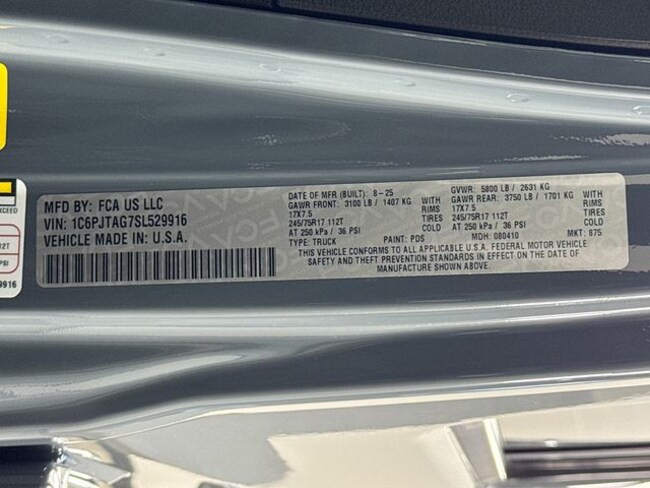 MFD BY: FCA US LLC
VIN: 1C6PJTAG7SL529916
VEHICLE MADE IN: U.S.A.
DATE OF MFR (BUILT): 8-25
GAWR FRONT: 3100 LB / 1407 KG WITH
17X7.5 RIMS
245/75R17 112T TIRES
AT 250 kPa / 36 PSI COLD
TYPE: TRUCK PAINT: PDS
GVWR: 5800 LB / 2631 KG
GAWR REAR: 3750 LB / 1701 KG WITH
17X7.5 RIMS
245/75R17 112T TIRES
AT 250 kPa / 36 PSI COLD
MDH: 080410 MKT: 875
THIS VEHICLE CONFORMS TO ALL APPLICABLE U.S.A. FEDERAL MOTOR VEHICLE
SAFETY AND THEFT PREVENTION STANDARDS IN EFFECT ON THE DATE OF
MANUFACTURE SHOWN ABOVE.
EXCEED
112T
PSI
9916